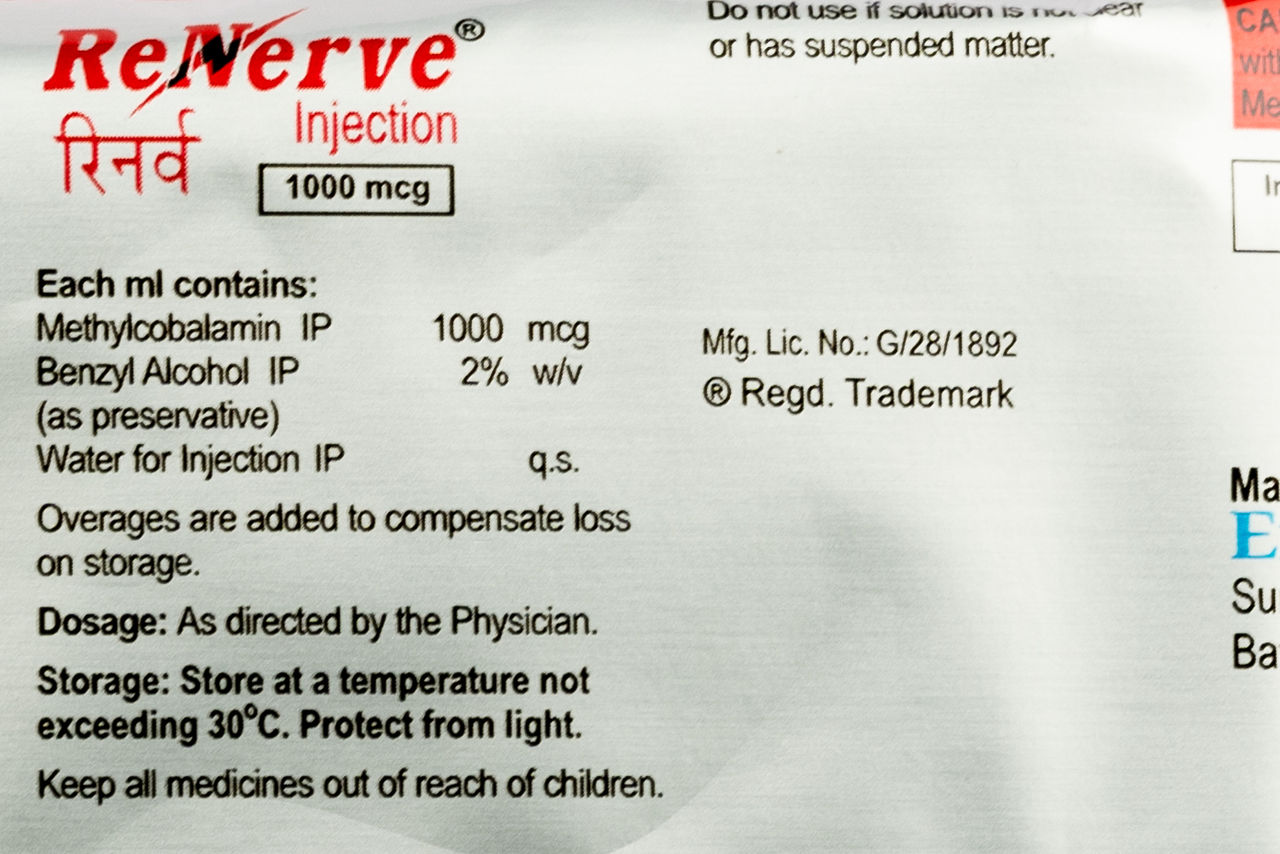 ReNerve®
रिनर्व
Injection
1000 mcg
Each ml contains:
Methylcobalamin IP 1000 mcg
Benzyl Alcohol IP 2% w/v
(as preservative)
Water for Injection IP q.s.
Overages are added to compensate loss
on storage.
Dosage: As directed by the Physician.
Storage: Store at a temperature not
exceeding 30°C. Protect from light.
Keep all medicines out of reach of children.
Do not use if solution is
or has suspended matter.
Mfg. Lic. No.: G/28/1892
® Regd. Trademark